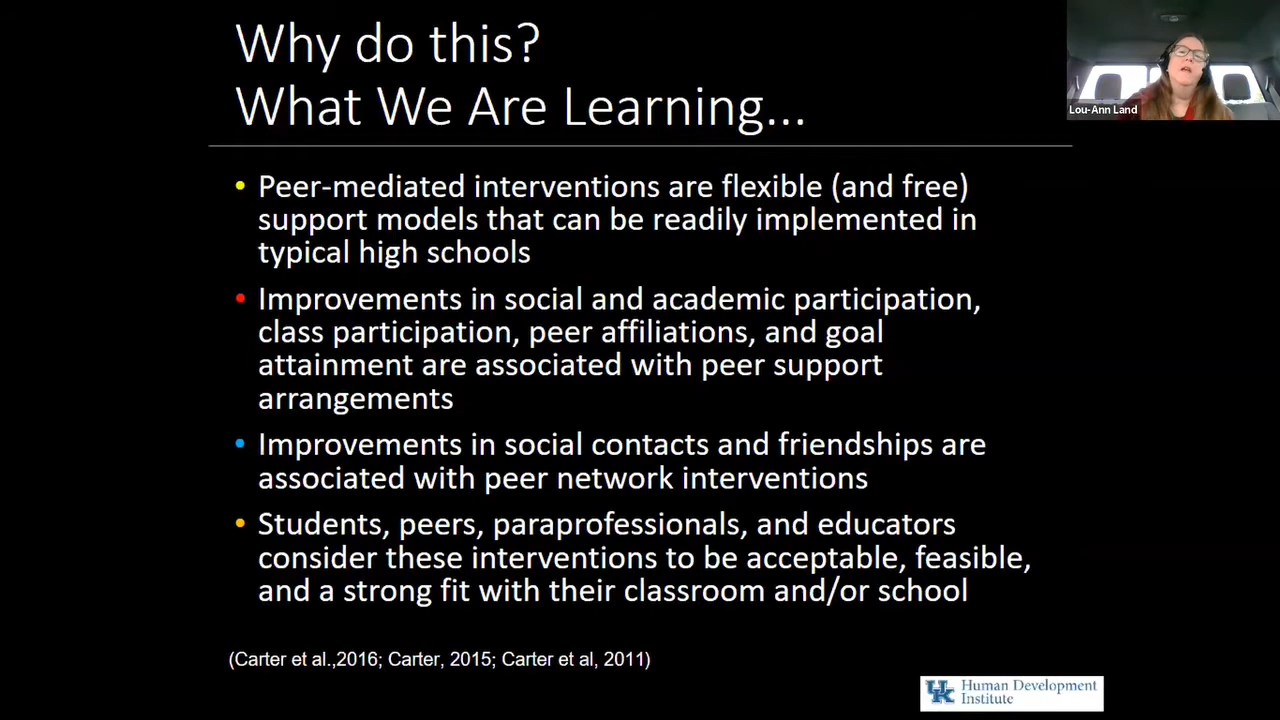 Why do this?
What We Are Learning...
Lou-Ann Land
• Peer-mediated interventions are flexible (and free)
support models that can be readily implemented in
typical high schools
• Improvements in social and academic participation,
class participation, peer affiliations, and goal
attainment are associated with peer support
arrangements
• Improvements in social contacts and friendships are
associated with peer network interventions
• Students, peers, paraprofessionals, and educators
consider these interventions to be acceptable, feasible,
and a strong fit with their classroom and/or school
(Carter et al.,2016; Carter, 2015; Carter et al, 2011)
UK Human Development
Institute